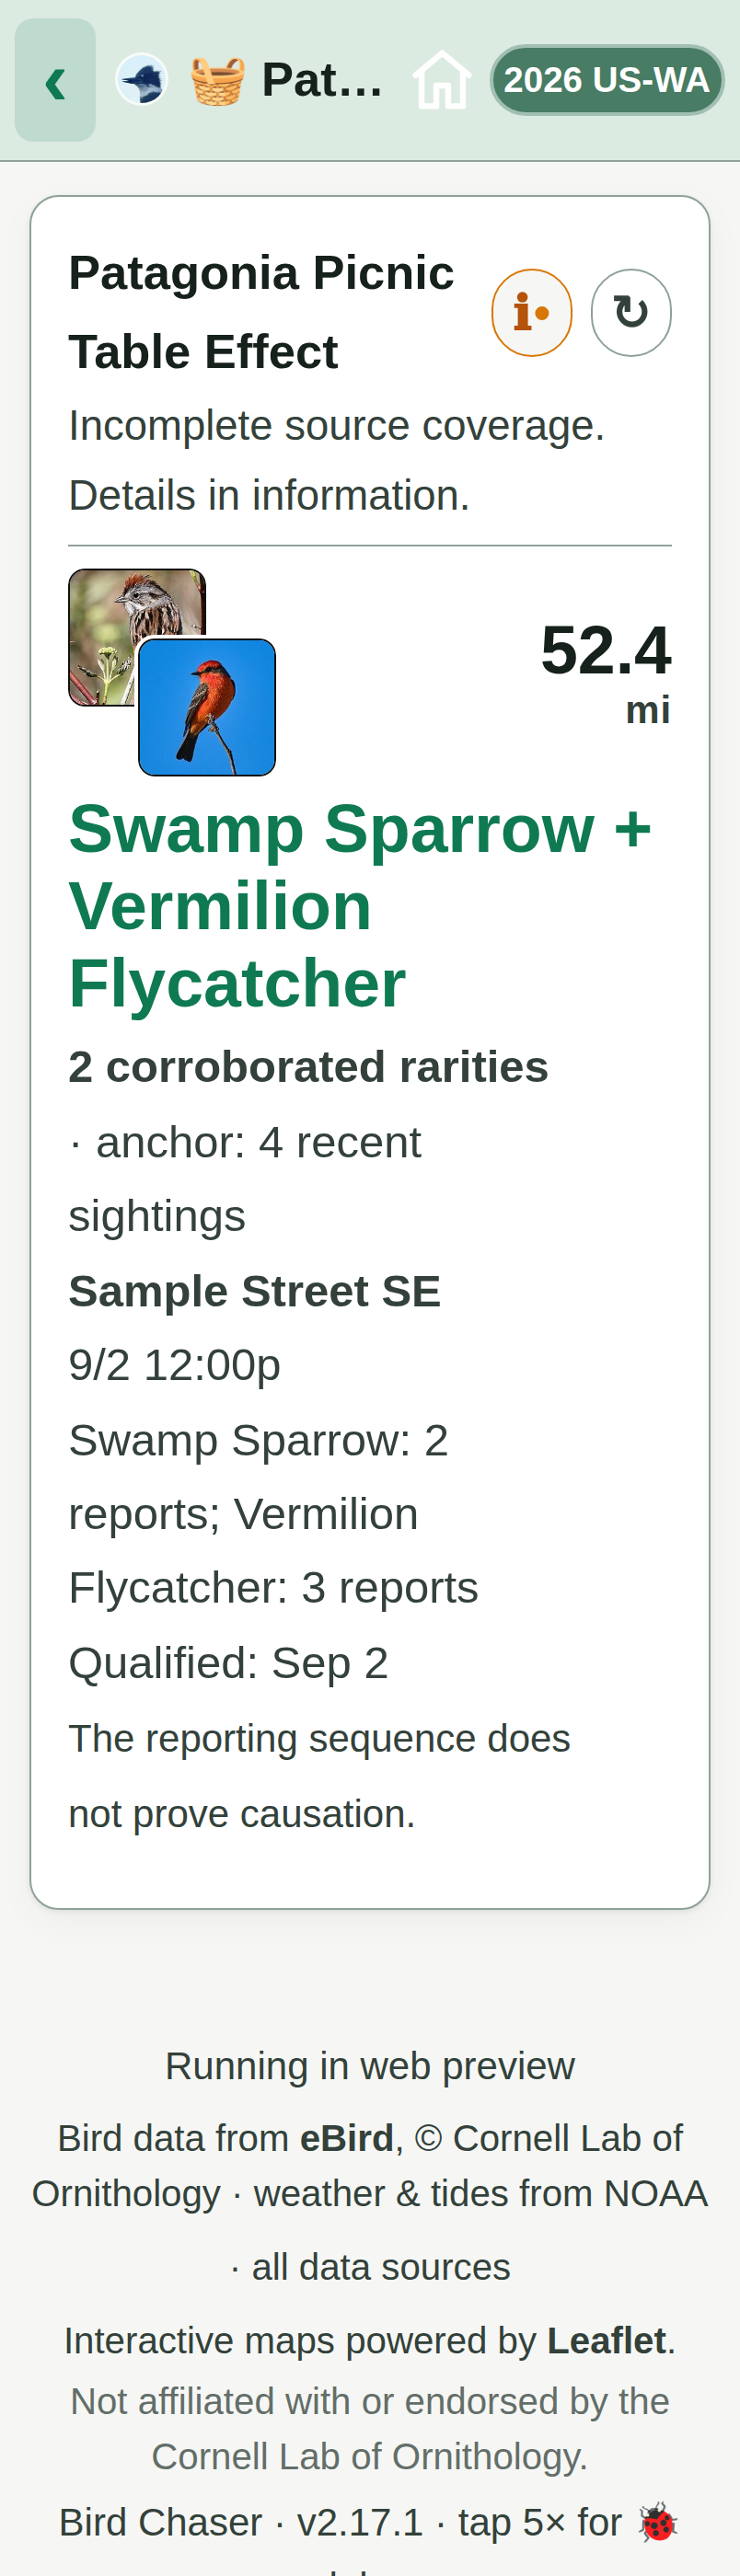 ‹ Pat… 2026 US-WA
Patagonia Picnic
Table Effect
i• ↻
Incomplete source coverage.
Details in information.
52.4
mi
Swamp Sparrow +
Vermilion
Flycatcher
2 corroborated rarities
· anchor: 4 recent
sightings
Sample Street SE
9/2 12:00p
Swamp Sparrow: 2
reports; Vermilion
Flycatcher: 3 reports
Qualified: Sep 2
The reporting sequence does
not prove causation.
Running in web preview
Bird data from eBird, © Cornell Lab of
Ornithology · weather & tides from NOAA
· all data sources
Interactive maps powered by Leaflet.
Not affiliated with or endorsed by the
Cornell Lab of Ornithology.
Bird Chaser · v2.17.1 · tap 5× for 🐞